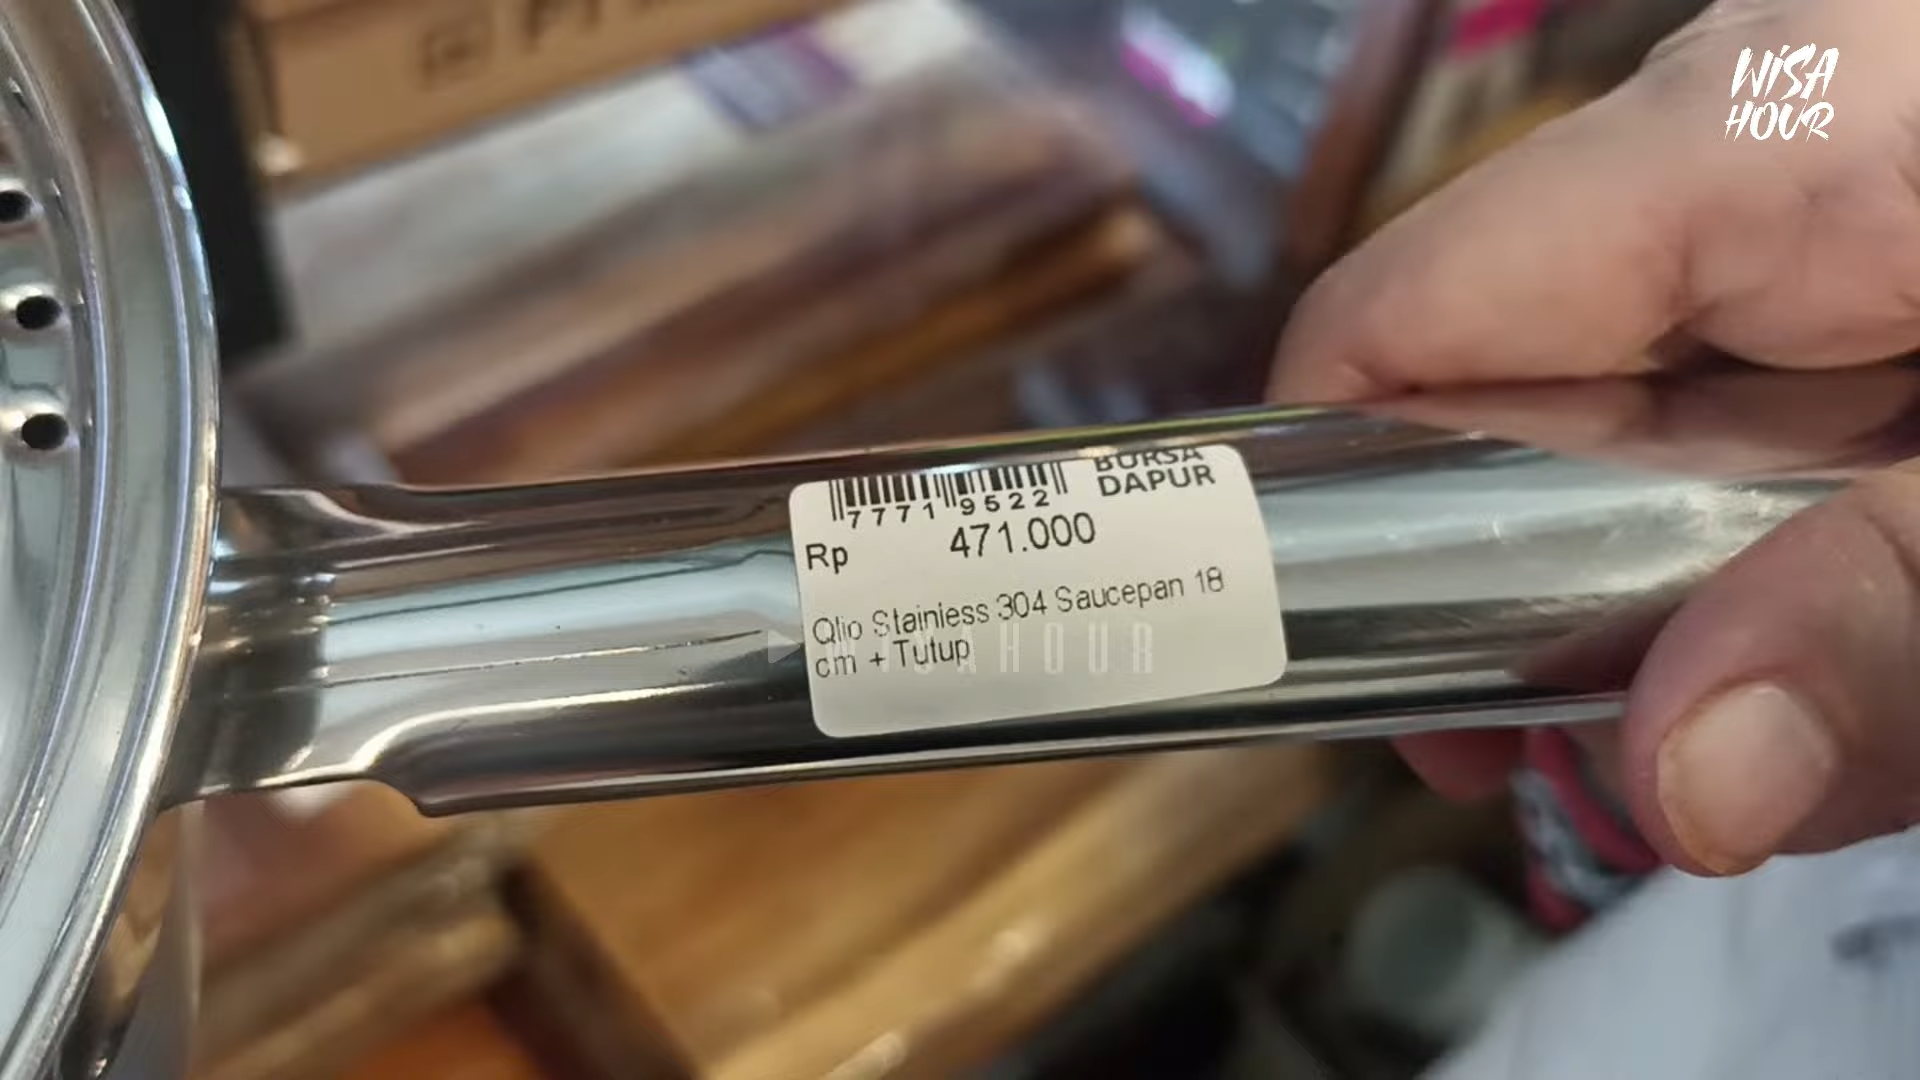 WISA
HOUR
BURSA
DAPUR
7771 9522
Rp 471.000
Qlio Stainless 304 Saucepan 18
cm + Tutup
WISAHOUR